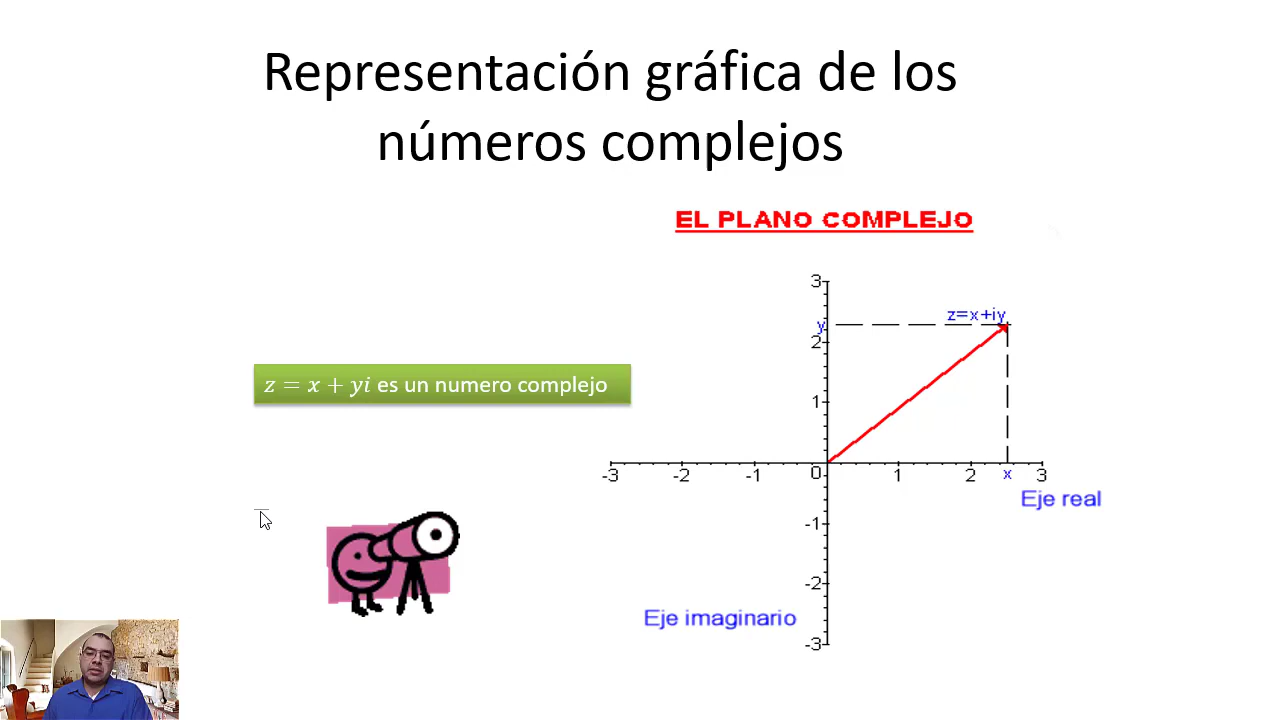 Representación gráfica de los
números complejos
EL PLANO COMPLEJO
z = x + yi es un numero complejo
3
z=x+iy
y
2
1
-3 -2 -1 0 1 2 x 3
Eje real
-1
-2
Eje imaginario
-3